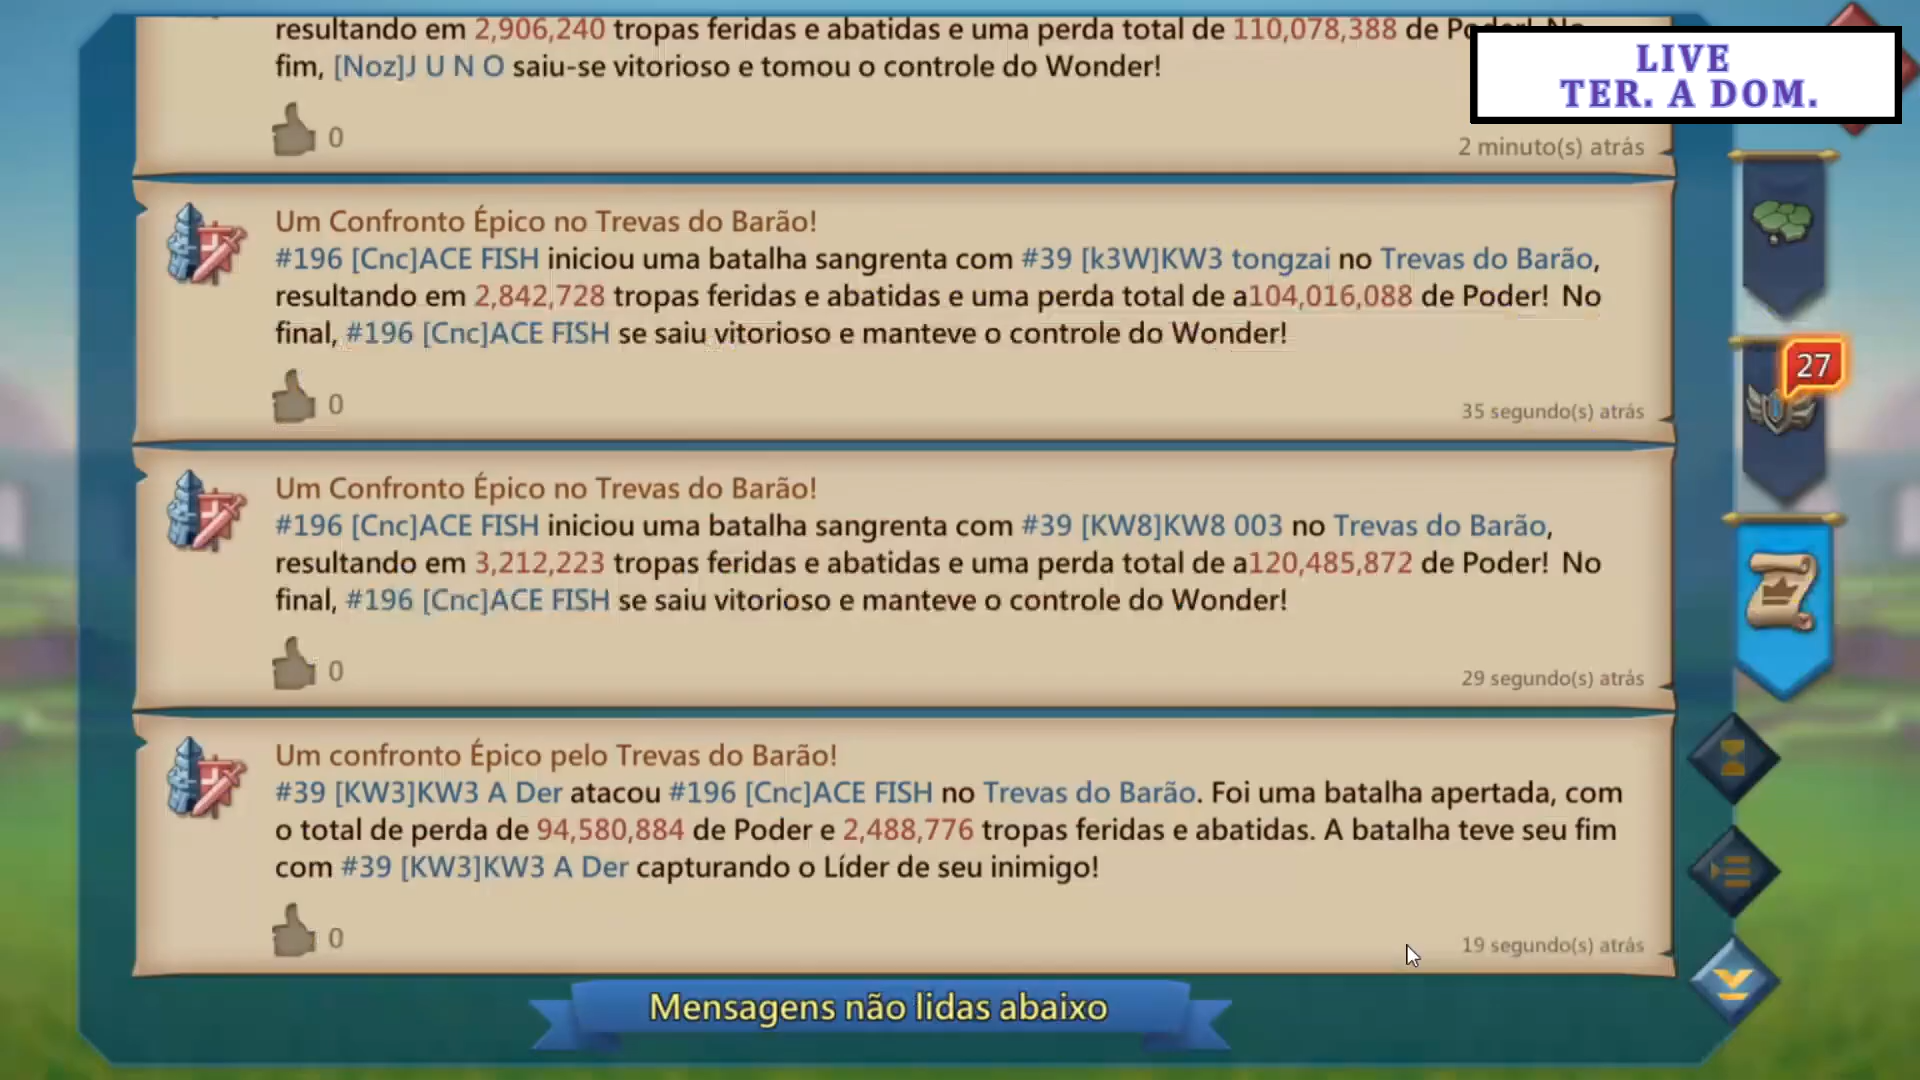 resultando em 2,906,240 tropas feridas e abatidas e uma perda total de 110,078,388 de Poder! No
fim, [Noz]J U N O saiu-se vitorioso e tomou o controle do Wonder!
0
2 minuto(s) atrás
LIVE
TER. A DOM.
Um Confronto Épico no Trevas do Barão!
#196 [Cnc]ACE FISH iniciou uma batalha sangrenta com #39 [k3W]KW3 tongzai no Trevas do Barão,
resultando em 2,842,728 tropas feridas e abatidas e uma perda total de a104,016,088 de Poder! No
final, #196 [Cnc]ACE FISH se saiu vitorioso e manteve o controle do Wonder!
0
35 segundo(s) atrás
27
Um Confronto Épico no Trevas do Barão!
#196 [Cnc]ACE FISH iniciou uma batalha sangrenta com #39 [KW8]KW8 003 no Trevas do Barão,
resultando em 3,212,223 tropas feridas e abatidas e uma perda total de a120,485,872 de Poder! No
final, #196 [Cnc]ACE FISH se saiu vitorioso e manteve o controle do Wonder!
0
29 segundo(s) atrás
Um confronto Épico pelo Trevas do Barão!
#39 [KW3]KW3 A Der atacou #196 [Cnc]ACE FISH no Trevas do Barão. Foi uma batalha apertada, com
o total de perda de 94,580,884 de Poder e 2,488,776 tropas feridas e abatidas. A batalha teve seu fim
com #39 [KW3]KW3 A Der capturando o Líder de seu inimigo!
0
19 segundo(s) atrás
Mensagens não lidas abaixo